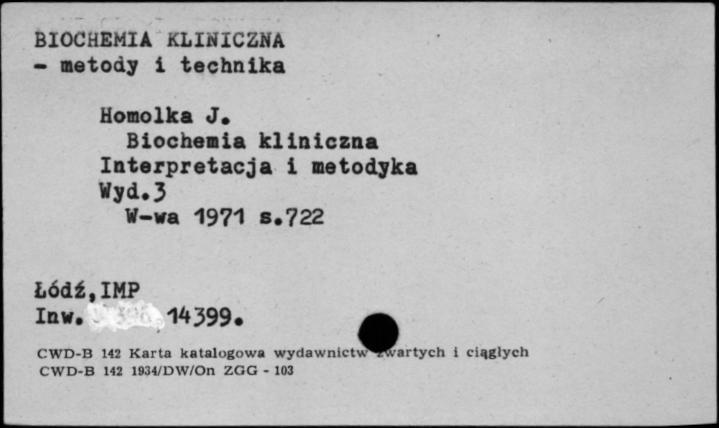 BIOCHEMIA KLINICZNA
- metody i technika
Homolka J.
Biochemia kliniczna
Interpretacja i metodyka
Wyd.3
W-wa 1971 s.722
Łódź,IMP
Inw. 14399.
CWD-B 142 Karta katalogowa wydawnictw zwartych i ciągłych
CWD-B 142 1934/DW/On ZGG - 103